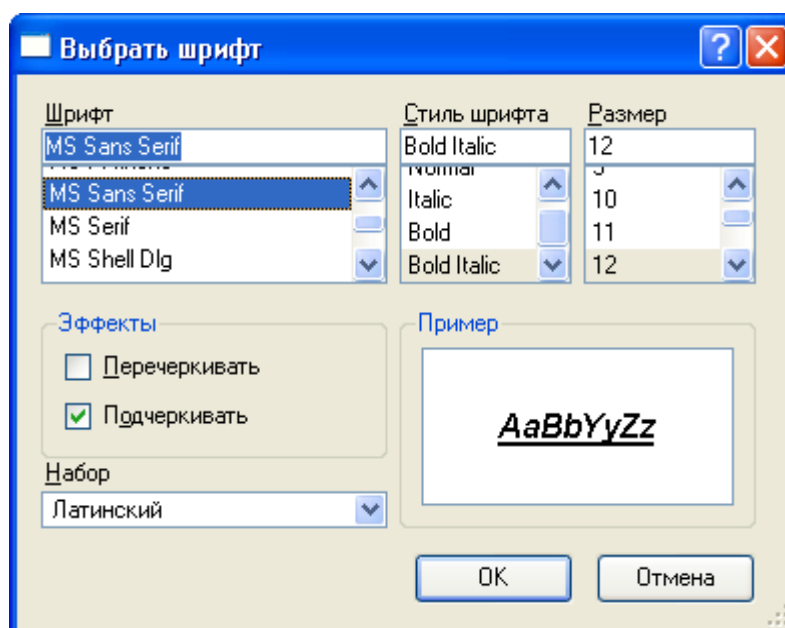 Выбрать шрифт
?
Шрифт
Стиль шрифта
Размер
MS Sans Serif
Bold Italic
12
MS Sans Serif
Italic
10
MS Serif
Bold
11
MS Shell Dlg
Bold Italic
12
Эффекты
Пример
Перечеркивать
Подчеркивать
AaBbYyZz
Набор
Латинский
OK
Отмена